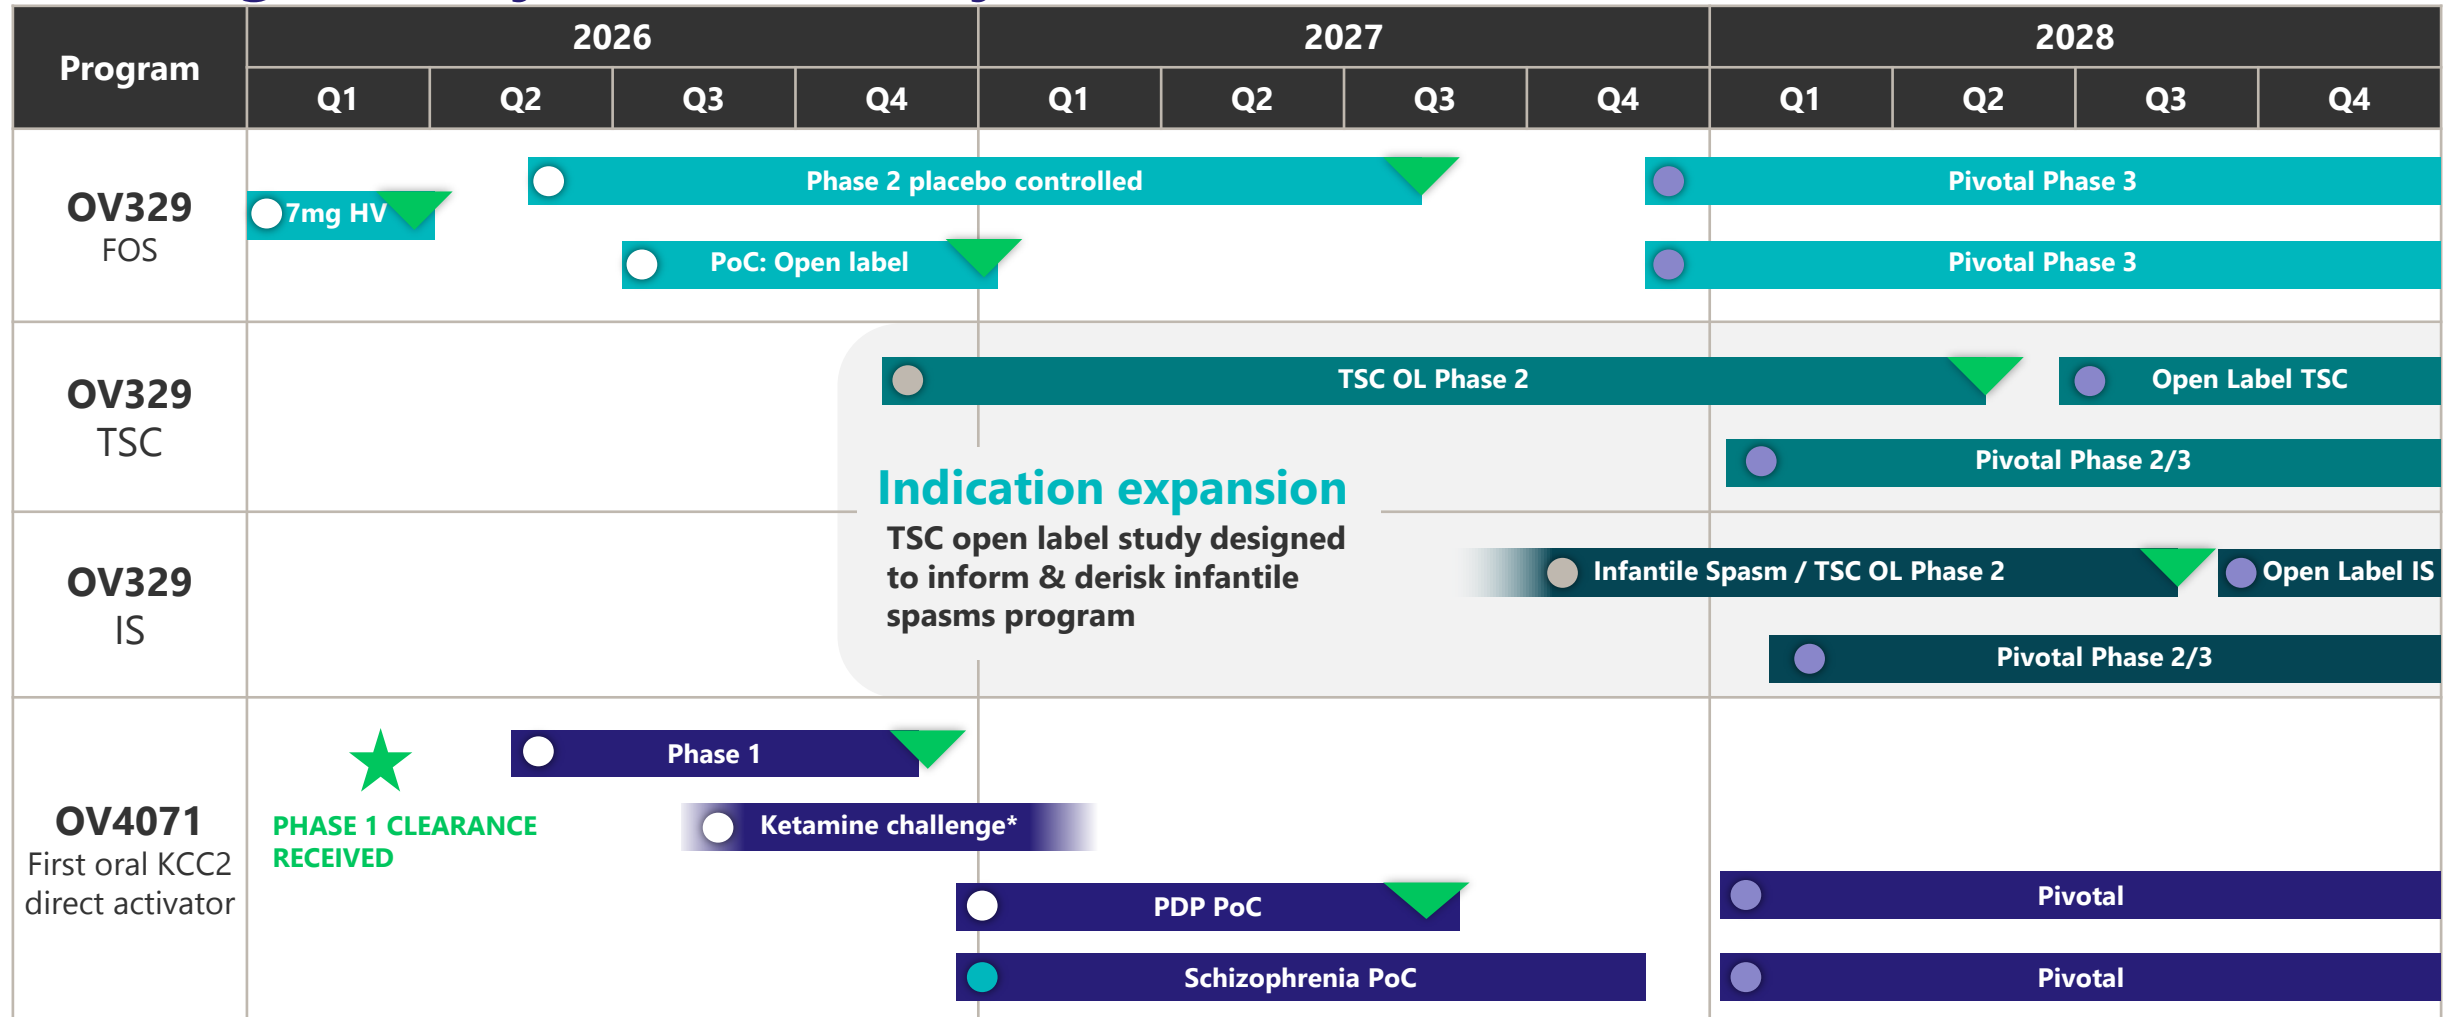 Program
2026
2027
2028
Q1
Q2
Q3
Q4
Q1
Q2
Q3
Q4
Q1
Q2
Q3
Q4
OV329
FOS
7mg HV
Phase 2 placebo controlled
Pivotal Phase 3
PoC: Open label
Pivotal Phase 3
OV329
TSC
TSC OL Phase 2
Open Label TSC
Pivotal Phase 2/3
Indication expansion
TSC open label study designed
to inform & derisk infantile
spasms program
OV329
IS
Infantile Spasm / TSC OL Phase 2
Open Label IS
Pivotal Phase 2/3
OV4071
First oral KCC2
direct activator
PHASE 1 CLEARANCE
RECEIVED
Phase 1
Ketamine challenge*
PDP PoC
Pivotal
Schizophrenia PoC
Pivotal